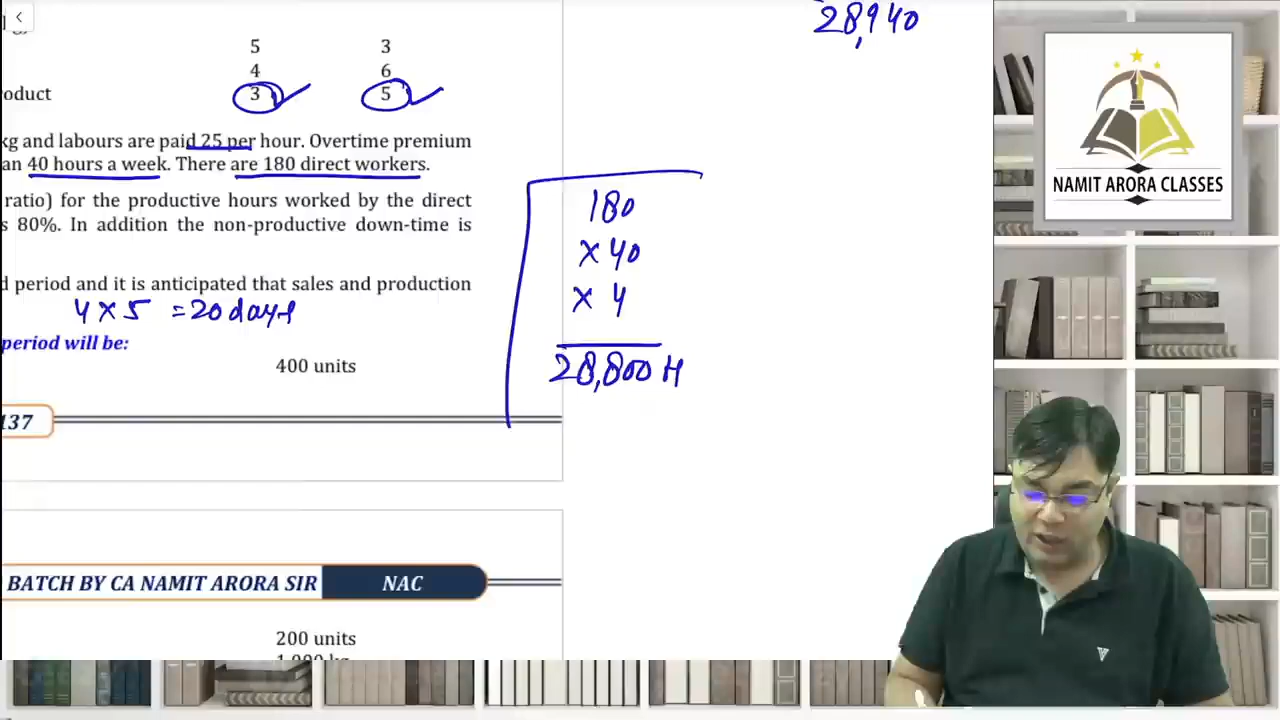 28,940
5 3
4 6
roduct 3 5
kg and labours are paid 25 per hour. Overtime premium
an 40 hours a week. There are 180 direct workers.
ratio) for the productive hours worked by the direct
s 80%. In addition the non-productive down-time is
d period and it is anticipated that sales and production
4 × 5 = 20 days
period will be:
400 units
137
180
× 40
× 4
28,800 H
BATCH BY CA NAMIT ARORA SIR NAC
200 units
NAMIT ARORA CLASSES